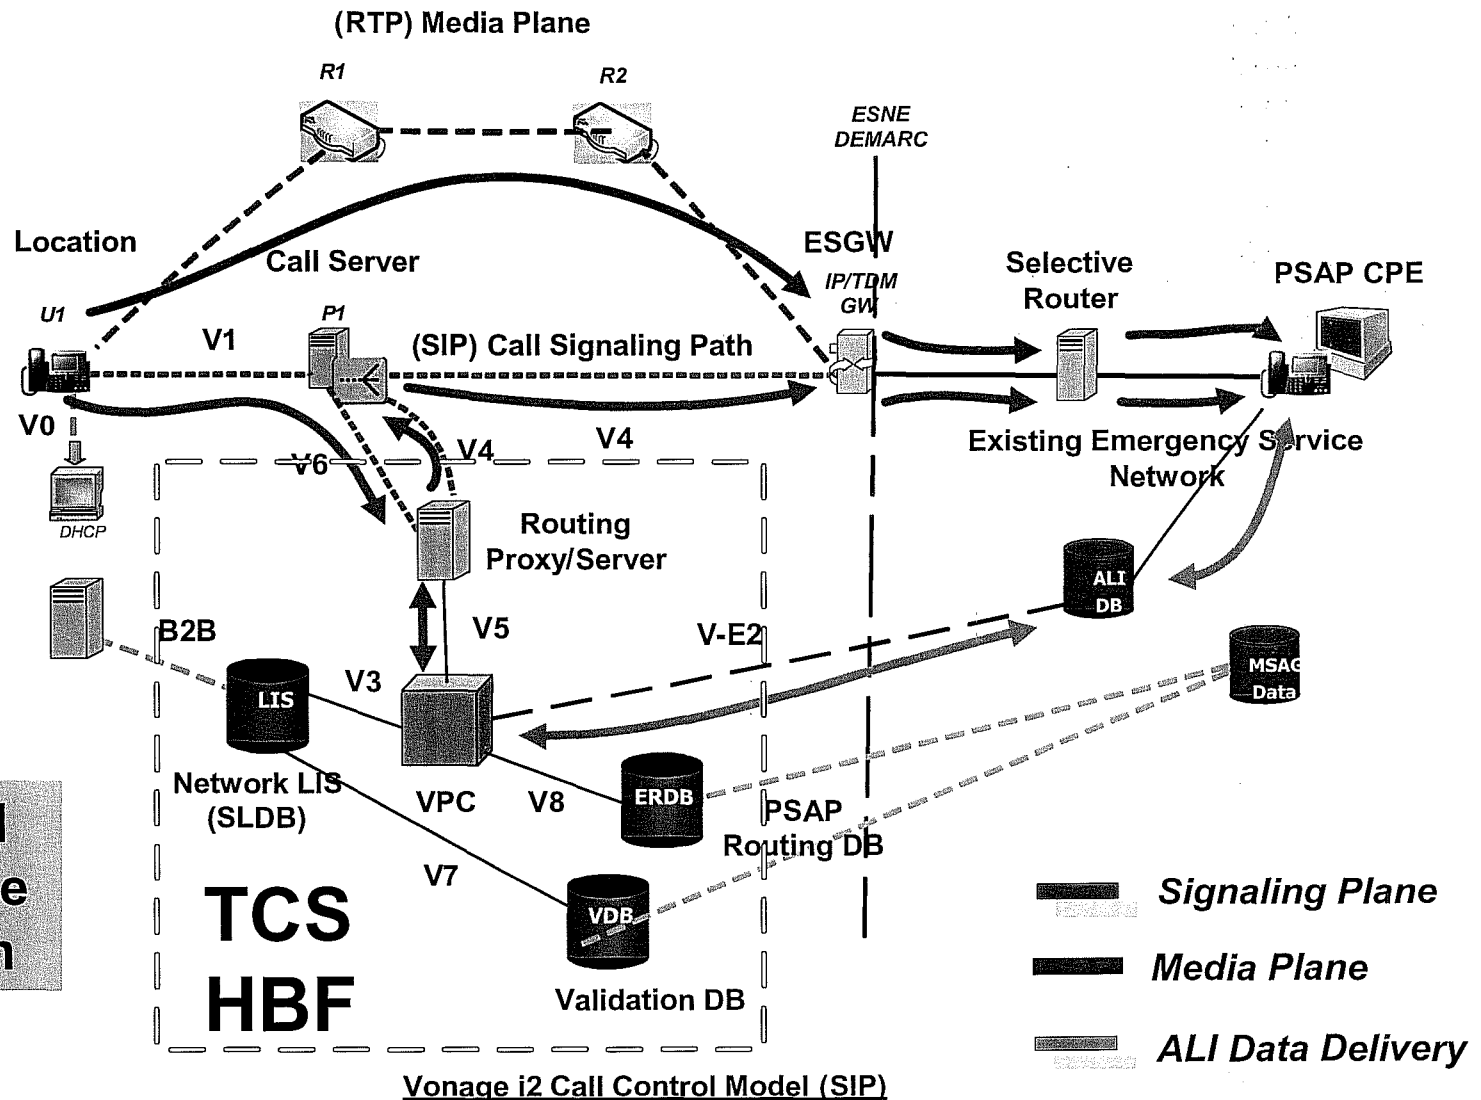 (RTP) Media Plane
R1
R2
ESNE
DEMARC
Location
Call Server
ESGW
IP/TDM
GW
Selective
Router
PSAP CPE
U1
P1
V1
(SIP) Call Signaling Path
V0
V6
V4
V4
Existing Emergency Service
Network
DHCP
Routing
Proxy/Server
ALI
DB
B2B
V5
V-E2
MSAG
Data
LIS
V3
Network LIS
(SLDB)
VPC
V8
ERDB
PSAP
Routing DB
V7
VDB
TCS
HBF
Validation DB
Signaling Plane
Media Plane
ALI Data Delivery
Vonage i2 Call Control Model (SIP)